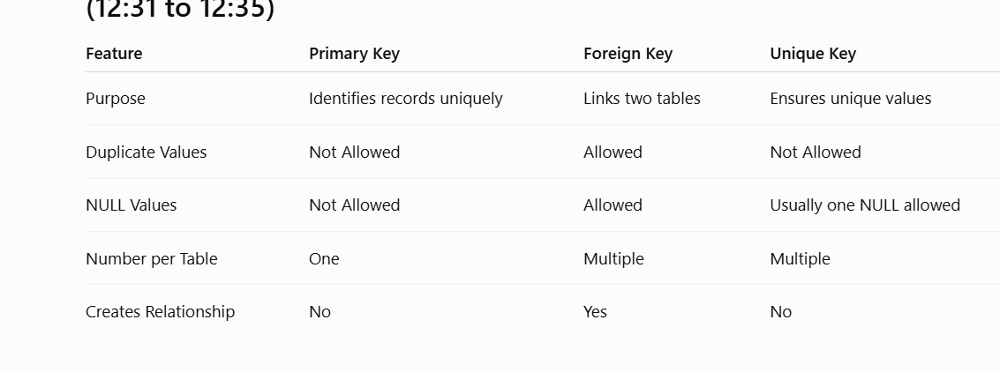 (12:31 to 12:35)
Feature Primary Key Foreign Key Unique Key
Purpose Identifies records uniquely Links two tables Ensures unique values
Duplicate Values Not Allowed Allowed Not Allowed
NULL Values Not Allowed Allowed Usually one NULL allowed
Number per Table One Multiple Multiple
Creates Relationship No Yes No